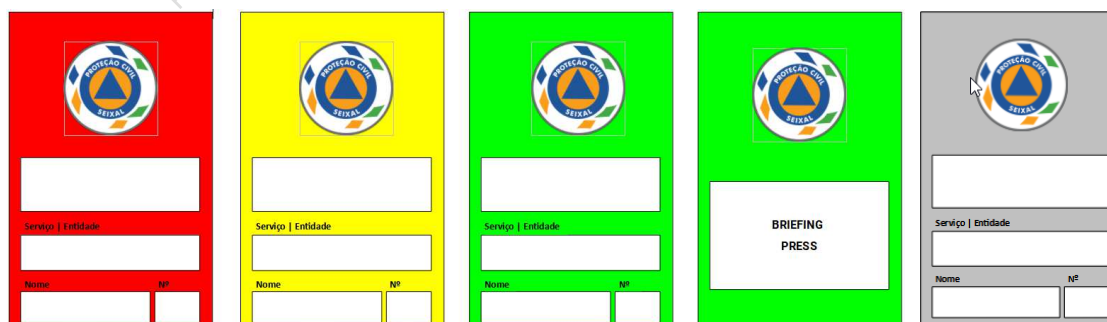 PROTEÇÃO CIVIL
SEIXAL
Serviço | Entidade
Nome Nº
PROTEÇÃO CIVIL
SEIXAL
Serviço | Entidade
Nome Nº
PROTEÇÃO CIVIL
SEIXAL
Serviço | Entidade
Nome Nº
PROTEÇÃO CIVIL
SEIXAL
BRIEFING
PRESS
PROTEÇÃO CIVIL
SEIXAL
Serviço | Entidade
Nome Nº